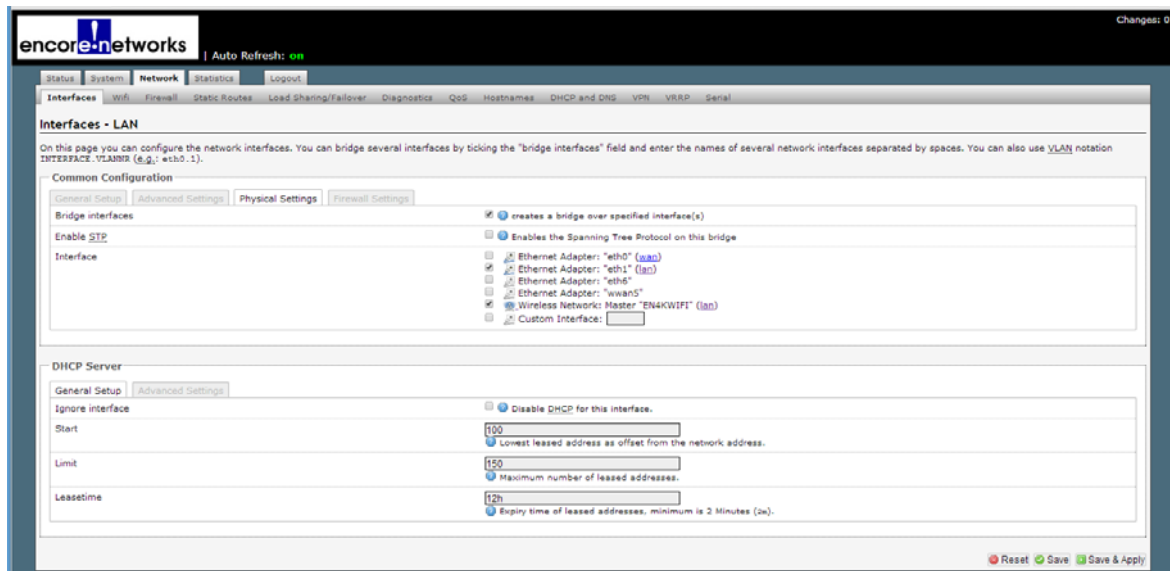 Changes: 0
encore networks
| Auto Refresh: on
Status System Network Statistics Logout
Interfaces Wifi Firewall Static Routes Load Sharing/Failover Diagnostics QoS Hostnames DHCP and DNS VPN VRRP Serial
Interfaces - LAN
On this page you can configure the network interfaces. You can bridge several interfaces by ticking the "bridge interfaces" field and enter the names of several network interfaces separated by spaces. You can also use VLAN notation
INTERFACE.VLANNR (e.g.: eth0.1).
Common Configuration
General Setup Advanced Settings Physical Settings Firewall Settings
Bridge interfaces creates a bridge over specified interface(s)
Enable STP Enables the Spanning Tree Protocol on this bridge
Interface Ethernet Adapter: "eth0" (wan)
Ethernet Adapter: "eth1" (lan)
Ethernet Adapter: "eth6"
Ethernet Adapter: "wwan5"
Wireless Network: Master "EN4KWIFI" (lan)
Custom Interface:
DHCP Server
General Setup Advanced Settings
Ignore interface Disable DHCP for this interface.
Start 100
Lowest leased address as offset from the network address.
Limit 150
Maximum number of leased addresses.
Leasetime 12h
Expiry time of leased addresses, minimum is 2 Minutes (2m).
Reset Save Save & Apply